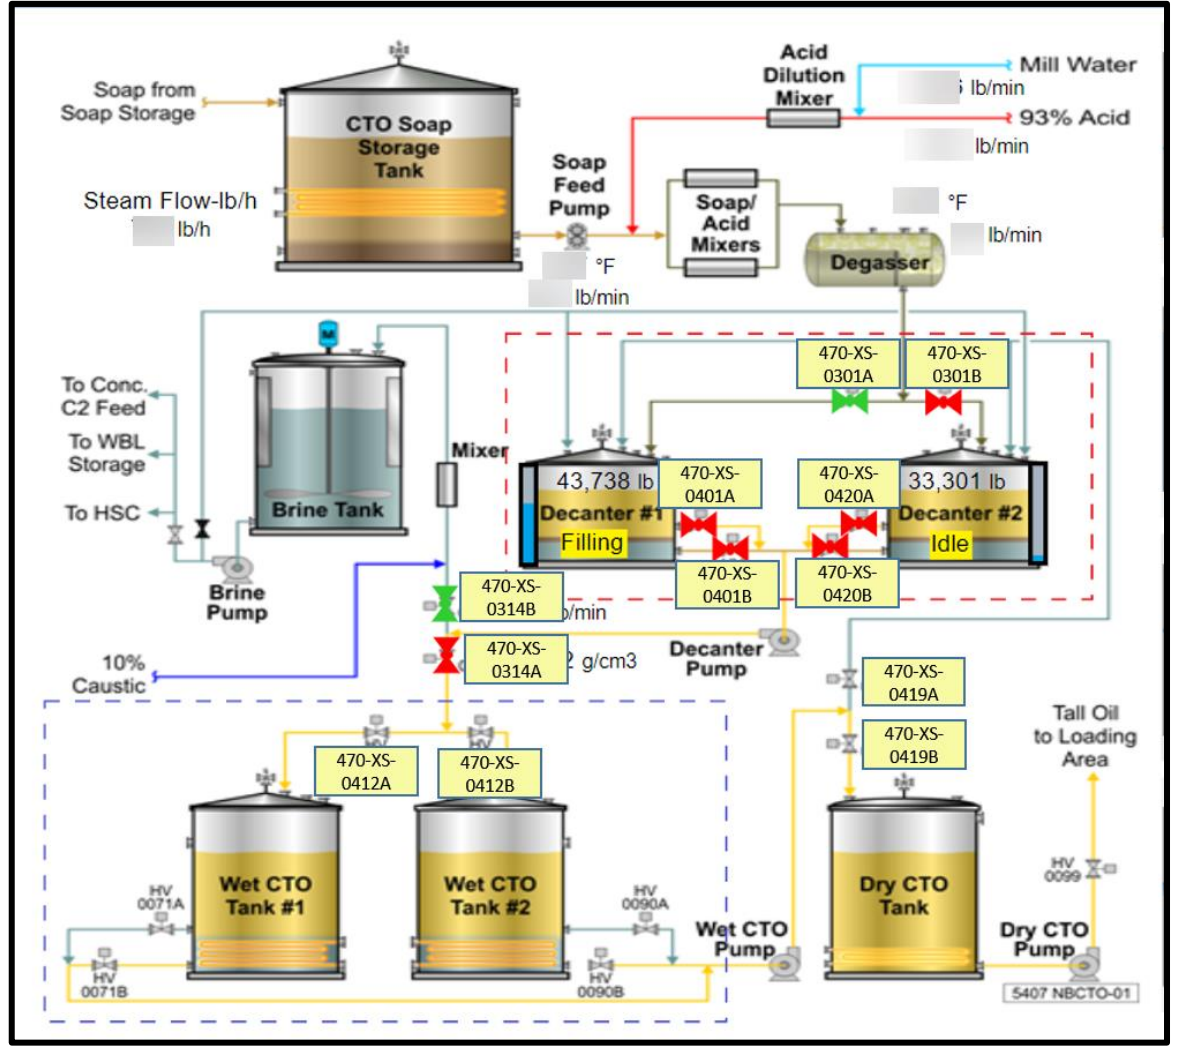 Soap from
Soap Storage
CTO Soap
Storage
Tank
Steam Flow-lb/h
lb/h
Soap
Feed
Pump
°F
lb/min
Acid
Dilution
Mixer
Mill Water
lb/min
93% Acid
lb/min
Soap/
Acid
Mixers
°F
lb/min
Degasser
M
To Conc.
C2 Feed
To WBL
Storage
To HSC
Brine Tank
Brine
Pump
Mixer
10%
Caustic
470-XS-
0301A
470-XS-
0301B
43,738 lb
Decanter #1
Filling
470-XS-
0401A
470-XS-
0401B
470-XS-
0420A
470-XS-
0420B
33,301 lb
Decanter #2
Idle
470-XS-
0314B
/min
470-XS-
0314A
g/cm3
Decanter
Pump
470-XS-
0419A
470-XS-
0419B
Tall Oil
to Loading
Area
HV
HV
470-XS-
0412A
470-XS-
0412B
Wet CTO
Tank #1
Wet CTO
Tank #2
HV
0071A
HV
0071B
HV
0090A
HV
0090B
Wet CTO
Pump
Dry CTO
Tank
HV
0099
Dry CTO
Pump
5407 NBCTO-01